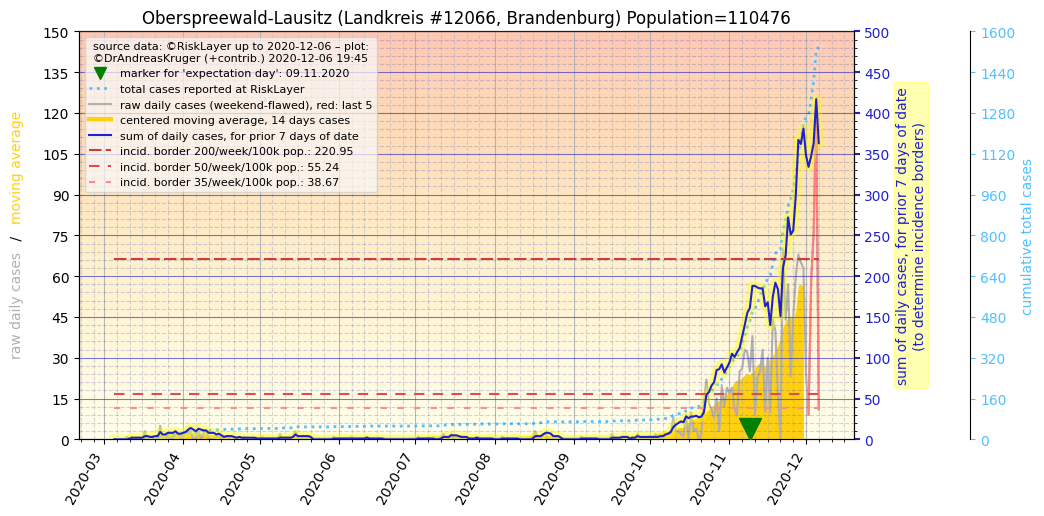 Oberspreewald-Lausitz (Landkreis #12066, Brandenburg) Population=110476
source data: ©RiskLayer up to 2020-12-06 – plot:
©DrAndreasKruger (+contrib.) 2020-12-06 19:45
marker for 'expectation day': 09.11.2020
total cases reported at RiskLayer
raw daily cases (weekend-flawed), red: last 5
centered moving average, 14 days cases
sum of daily cases, for prior 7 days of date
incid. border 200/week/100k pop.: 220.95
incid. border 50/week/100k pop.: 55.24
incid. border 35/week/100k pop.: 38.67
raw daily cases / moving average
150
135
120
105
90
75
60
45
30
15
0
500
450
400
350
300
250
200
150
100
50
0
sum of daily cases, for prior 7 days of date
(to determine incidence borders)
1600
1440
1280
1120
960
800
640
480
320
160
0
cumulative total cases
2020-03
2020-04
2020-05
2020-06
2020-07
2020-08
2020-09
2020-10
2020-11
2020-12